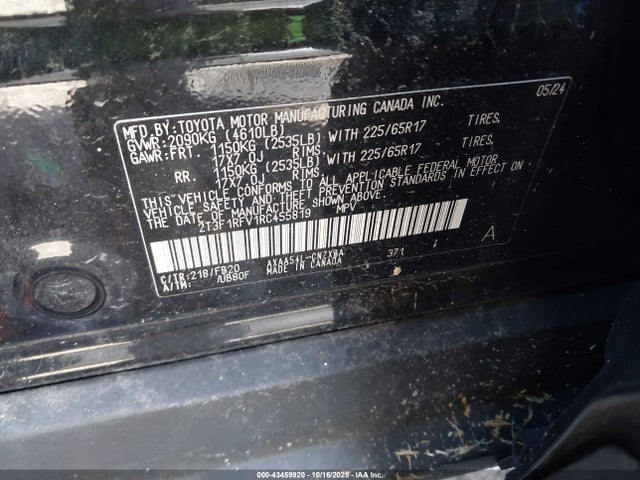 MFD.BY:TOYOTA MOTOR MANUFACTURING CANADA INC. 05/24
GVWR:2090KG (4610LB)
GAWR:FRT. 1150KG (2535LB) WITH 225/65R17 TIRES,
17X7.0J RIMS
RR. 1150KG (2535LB) WITH 225/65R17 TIRES,
17X7.0J RIMS
THIS VEHICLE CONFORMS TO ALL APPLICABLE FEDERAL MOTOR
VEHICLE SAFETY AND THEFT PREVENTION STANDARDS IN EFFECT ON
THE DATE OF MANUFACTURE SHOWN ABOVE.
2T3F1RFV1RC455819 MPV
C/TR:218/FB20 AXAA54L-CNZXBA 371 A
A/TM: /UB80F MADE IN CANADA
000-43459920 - 10/16/2025 - IAA Inc.